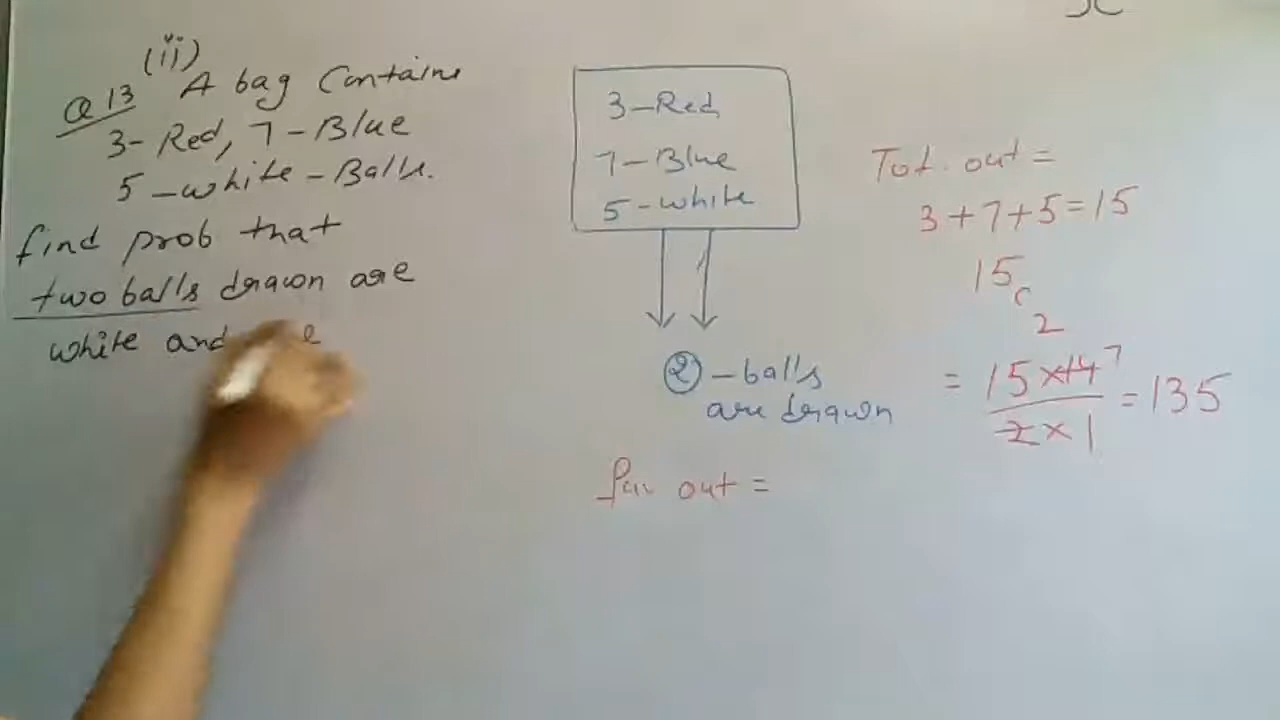 (ii)
Q 13 A bag Contains
3- Red, 7 - Blue
5 - white - Balls.
find prob that
two balls drawn are
white and
3-Red
7-Blue
5-white
② - balls
are drawn
Tot. out =
3+7+5=15
15c2
= 15×14 7 / 2×1 = 135
fav out =